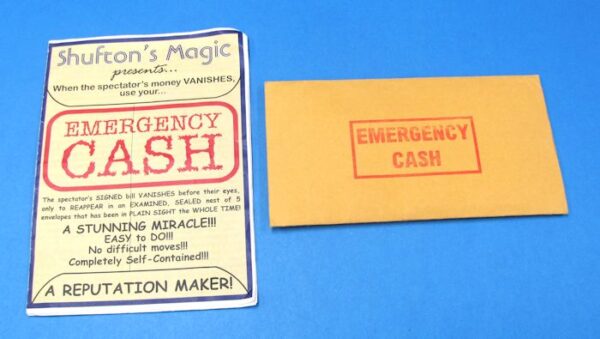 Shufton's Magic
presents...
When the spectator's money VANISHES,
use your...
EMERGENCY
CASH
The spectator's SIGNED bill VANISHES before their eyes,
only to REAPPEAR in an EXAMINED, SEALED nest of 5
envelopes that has been in PLAIN SIGHT the WHOLE TIME!
A STUNNING MIRACLE!!!
EASY to DO!!!
No difficult moves!!!
Completely Self-Contained!!!
A REPUTATION MAKER!
EMERGENCY
CASH